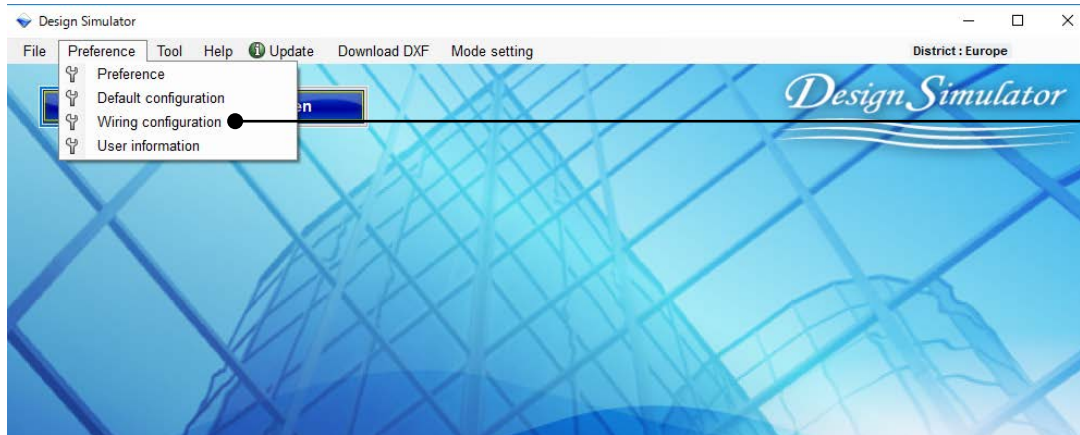 Design Simulator
File Preference Tool Help Update Download DXF Mode setting District : Europe
Preference
Default configuration
Wiring configuration
User information
Design Simulator